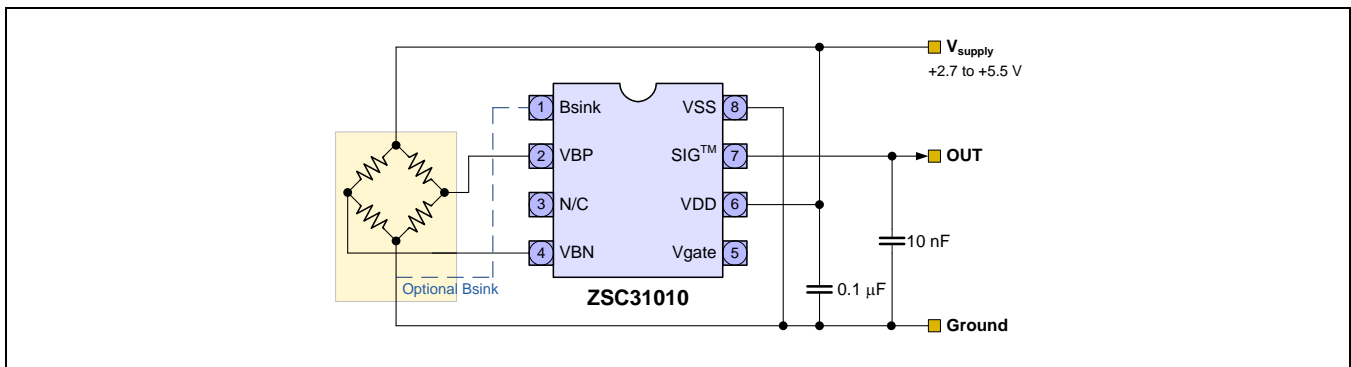 V_supply
+2.7 to +5.5 V
1 Bsink
VSS 8
2 VBP
SIG™ 7
OUT
3 N/C
VDD 6
10 nF
4 VBN
Vgate 5
Optional Bsink
0.1 μF
ZSC31010
Ground